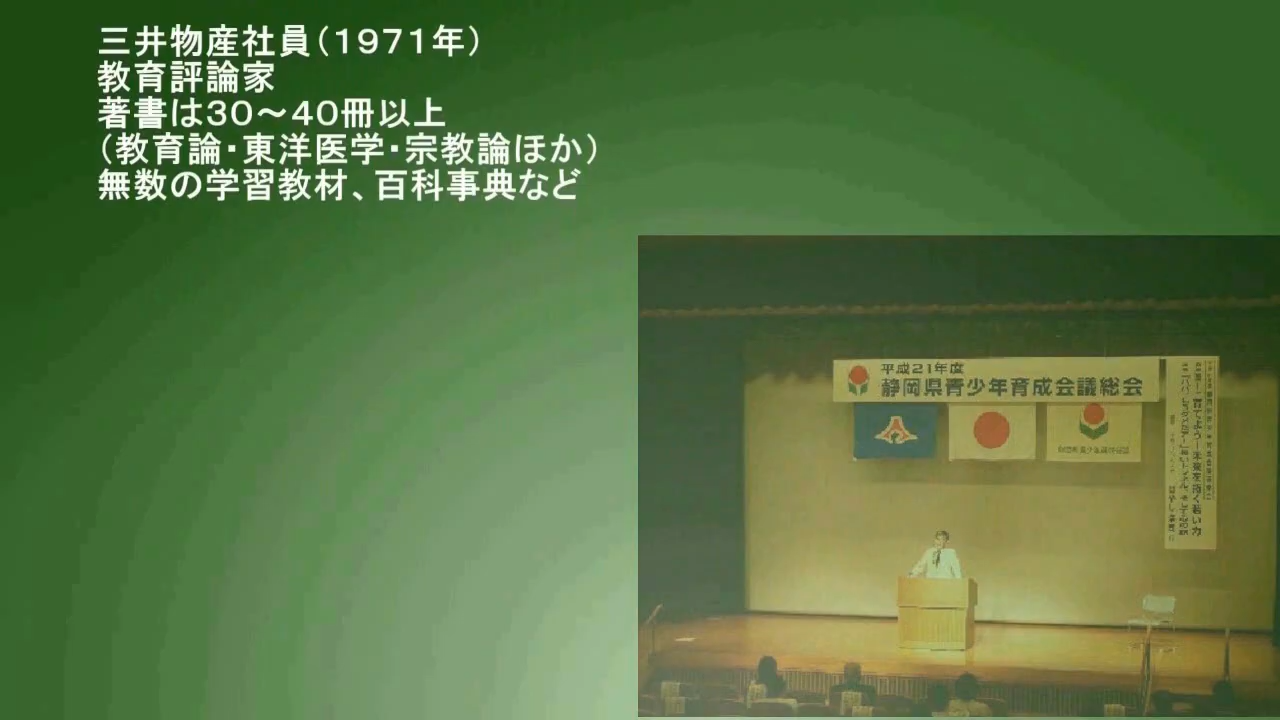 三井物産社員（１９７１年）
教育評論家
著書は３０～４０冊以上
（教育論・東洋医学・宗教論ほか）
無数の学習教材、百科事典など
平成21年度
静岡県青少年育成会議総会